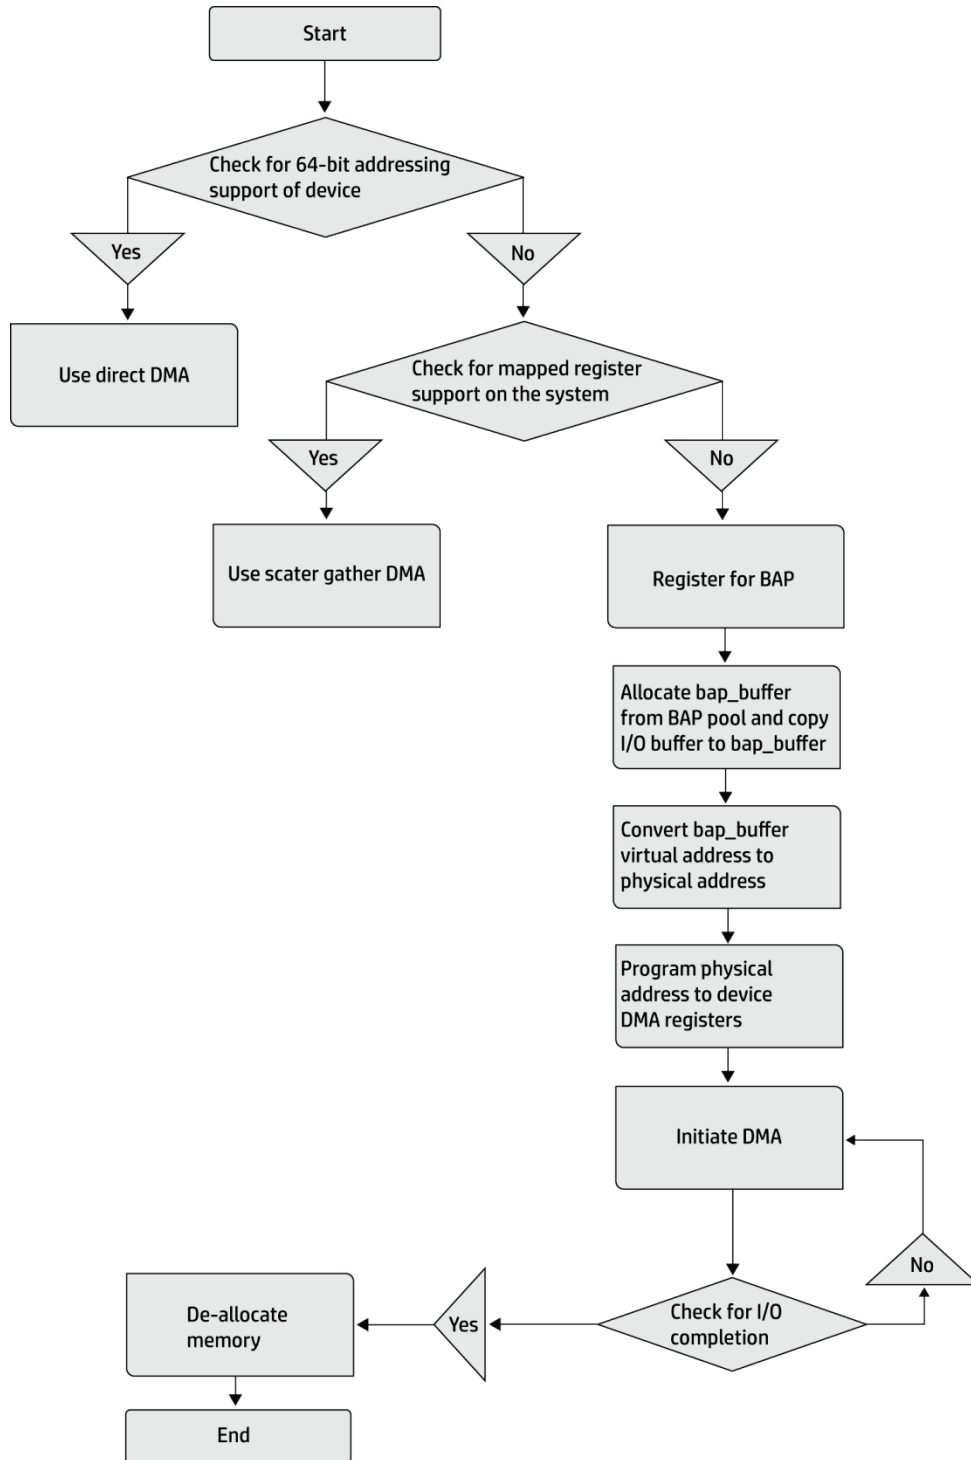 Start
Check for 64-bit addressing
support of device
Yes
No
Use direct DMA
Check for mapped register
support on the system
Yes
No
Use scater gather DMA
Register for BAP
Allocate bap_buffer
from BAP pool and copy
I/O buffer to bap_buffer
Convert bap_buffer
virtual address to
physical address
Program physical
address to device
DMA registers
Initiate DMA
No
Check for I/O
completion
Yes
De-allocate
memory
End